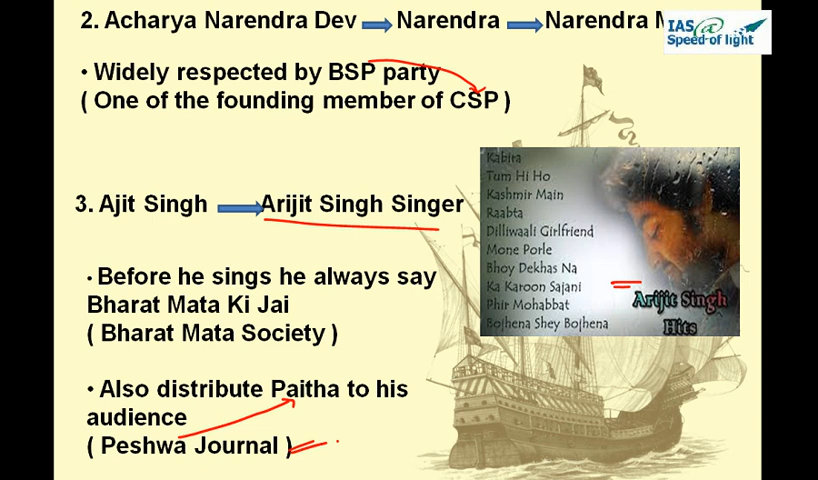 2. Acharya Narendra Dev Narendra Narendra
IAS@
Speed of light
• Widely respected by BSP party
( One of the founding member of CSP )
3. Ajit Singh Arijit Singh Singer
• Before he sings he always say
Bharat Mata Ki Jai
( Bharat Mata Society )
• Also distribute Paitha to his
audience
( Peshwa Journal )
Kabira
Tum Hi Ho
Kashmir Main
Raabta
Dilliwaali Girlfriend
Mone Porle
Bhoy Dekhas Na
Ka Karoon Sajani
Phir Mohabbat
Bojhena Shey Bojhena
Arijit Singh
Hits